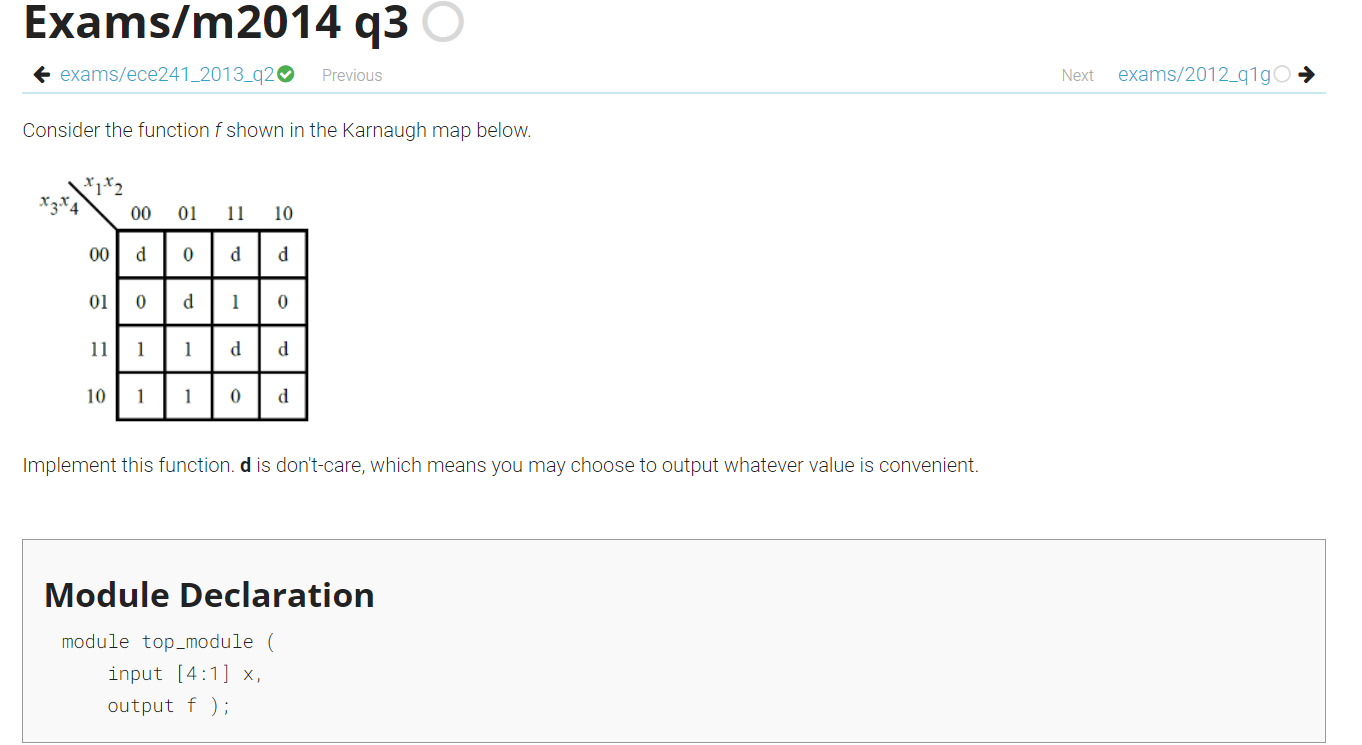 Exams/m2014 q3
exams/ece241_2013_q2 Previous Next exams/2012_q1g
Consider the function f shown in the Karnaugh map below.
x1x2
x3x4
00 01 11 10
00 d 0 d d
01 0 d 1 0
11 1 1 d d
10 1 1 0 d
Implement this function. d is don't-care, which means you may choose to output whatever value is convenient.
Module Declaration
module top_module (
input [4:1] x,
output f );